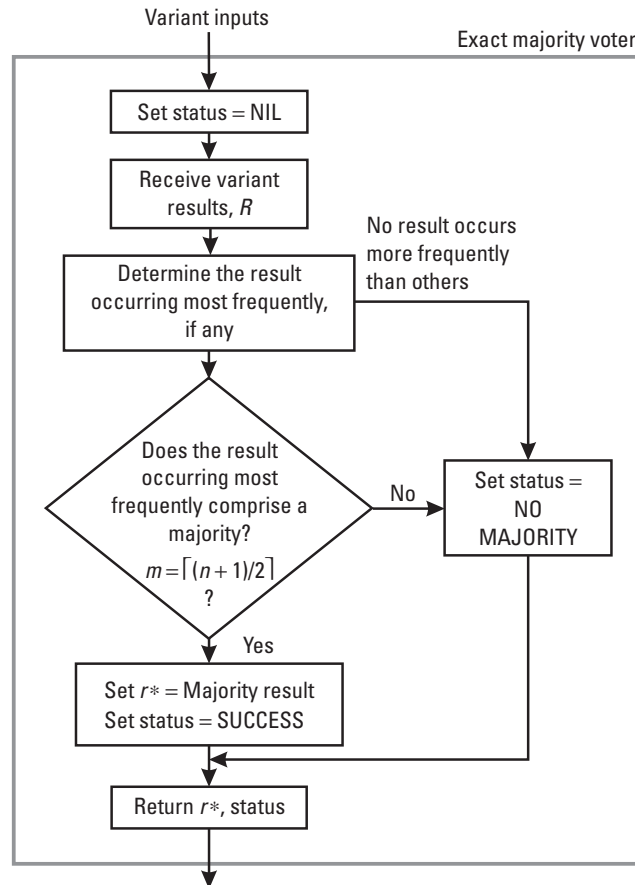 Variant inputs
Exact majority voter
Set status = NIL
Receive variant
results, R
No result occurs
more frequently
than others
Determine the result
occurring most frequently,
if any
Does the result
occurring most
frequently comprise a
majority?
m = ⌈(n + 1)/2⌉
?
No
Set status =
NO
MAJORITY
Yes
Set r* = Majority result
Set status = SUCCESS
Return r*, status